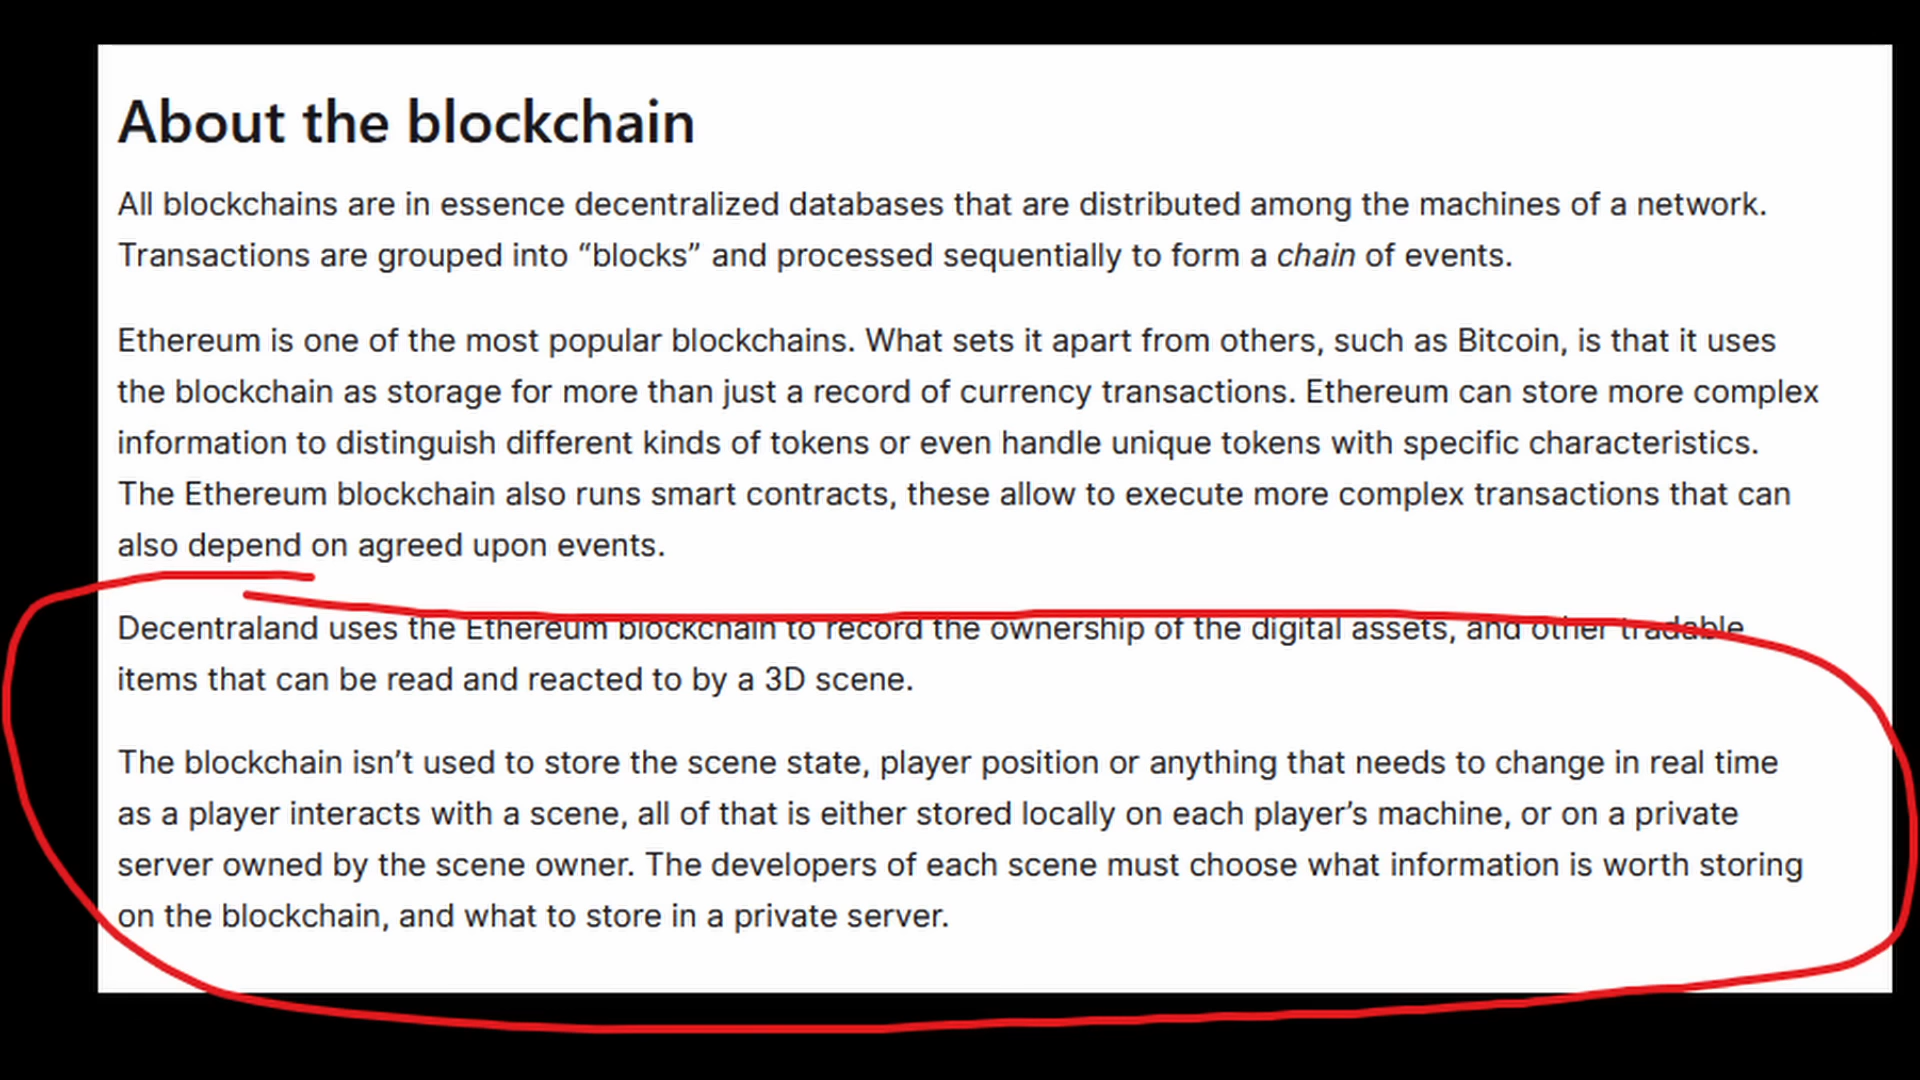 About the blockchain
All blockchains are in essence decentralized databases that are distributed among the machines of a network.
Transactions are grouped into “blocks” and processed sequentially to form a chain of events.
Ethereum is one of the most popular blockchains. What sets it apart from others, such as Bitcoin, is that it uses
the blockchain as storage for more than just a record of currency transactions. Ethereum can store more complex
information to distinguish different kinds of tokens or even handle unique tokens with specific characteristics.
The Ethereum blockchain also runs smart contracts, these allow to execute more complex transactions that can
also depend on agreed upon events.
Decentraland uses the Ethereum blockchain to record the ownership of the digital assets, and other tradable
items that can be read and reacted to by a 3D scene.
The blockchain isn’t used to store the scene state, player position or anything that needs to change in real time
as a player interacts with a scene, all of that is either stored locally on each player’s machine, or on a private
server owned by the scene owner. The developers of each scene must choose what information is worth storing
on the blockchain, and what to store in a private server.